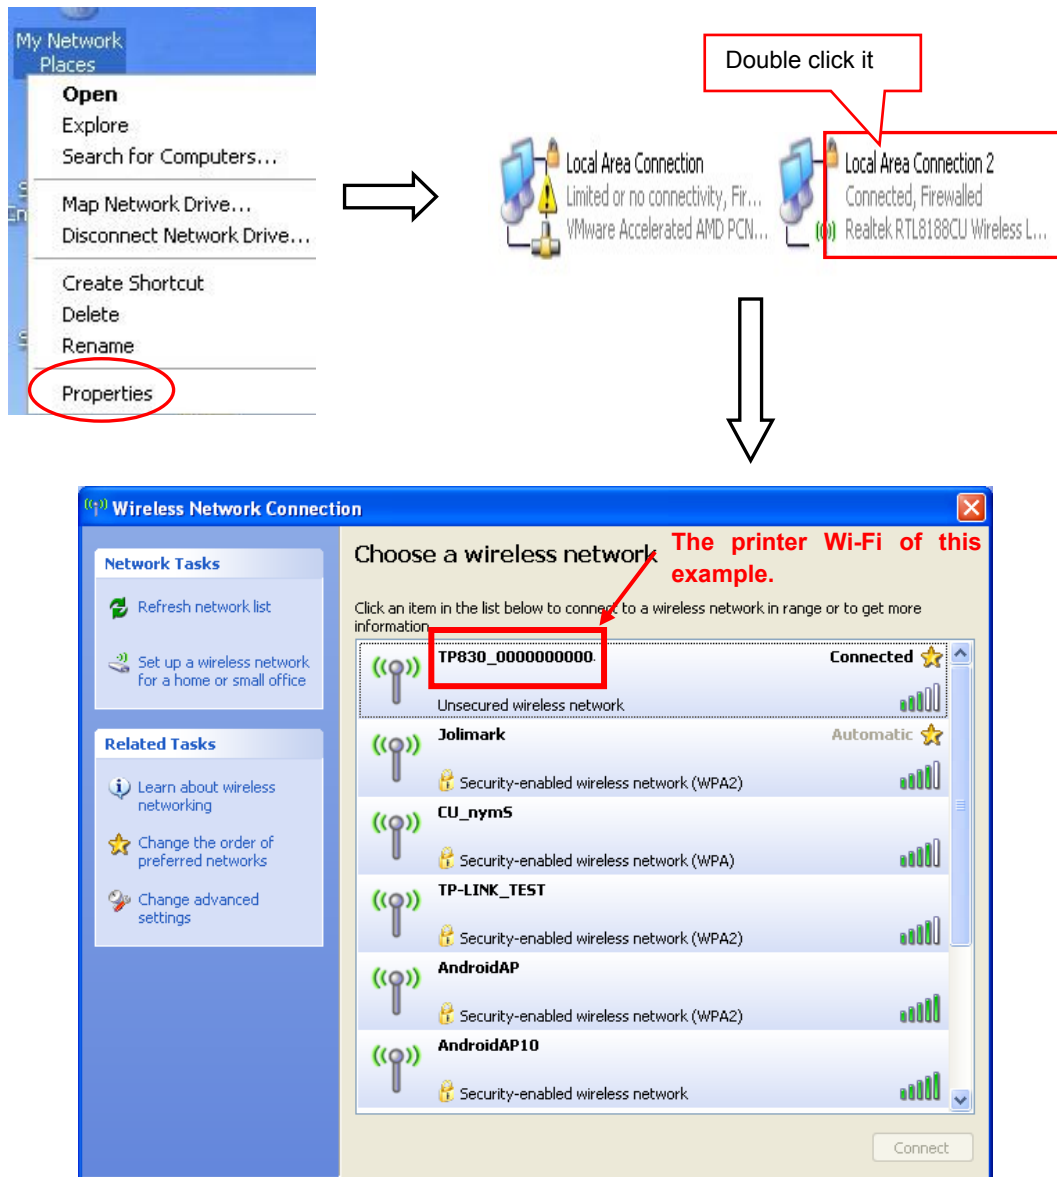 My Network
Places
Open
Explore
Search for Computers...
Map Network Drive...
Disconnect Network Drive...
Create Shortcut
Delete
Rename
Properties
Double click it
Local Area Connection
Limited or no connectivity, Fir...
VMware Accelerated AMD PCN...
Local Area Connection 2
Connected, Firewalled
Realtek RTL8188CU Wireless L...
Wireless Network Connection
Network Tasks
Refresh network list
Set up a wireless network
for a home or small office
Related Tasks
Learn about wireless
networking
Change the order of
preferred networks
Change advanced
settings
Choose a wireless network
The printer Wi-Fi of this
example.
Click an item in the list below to connect to a wireless network in range or to get more
information.
TP830_0000000000
Connected
Unsecured wireless network
Jolimark
Automatic
Security-enabled wireless network (WPA2)
CU_nymS
Security-enabled wireless network (WPA)
TP-LINK_TEST
Security-enabled wireless network (WPA2)
AndroidAP
Security-enabled wireless network (WPA2)
AndroidAP10
Security-enabled wireless network
Connect